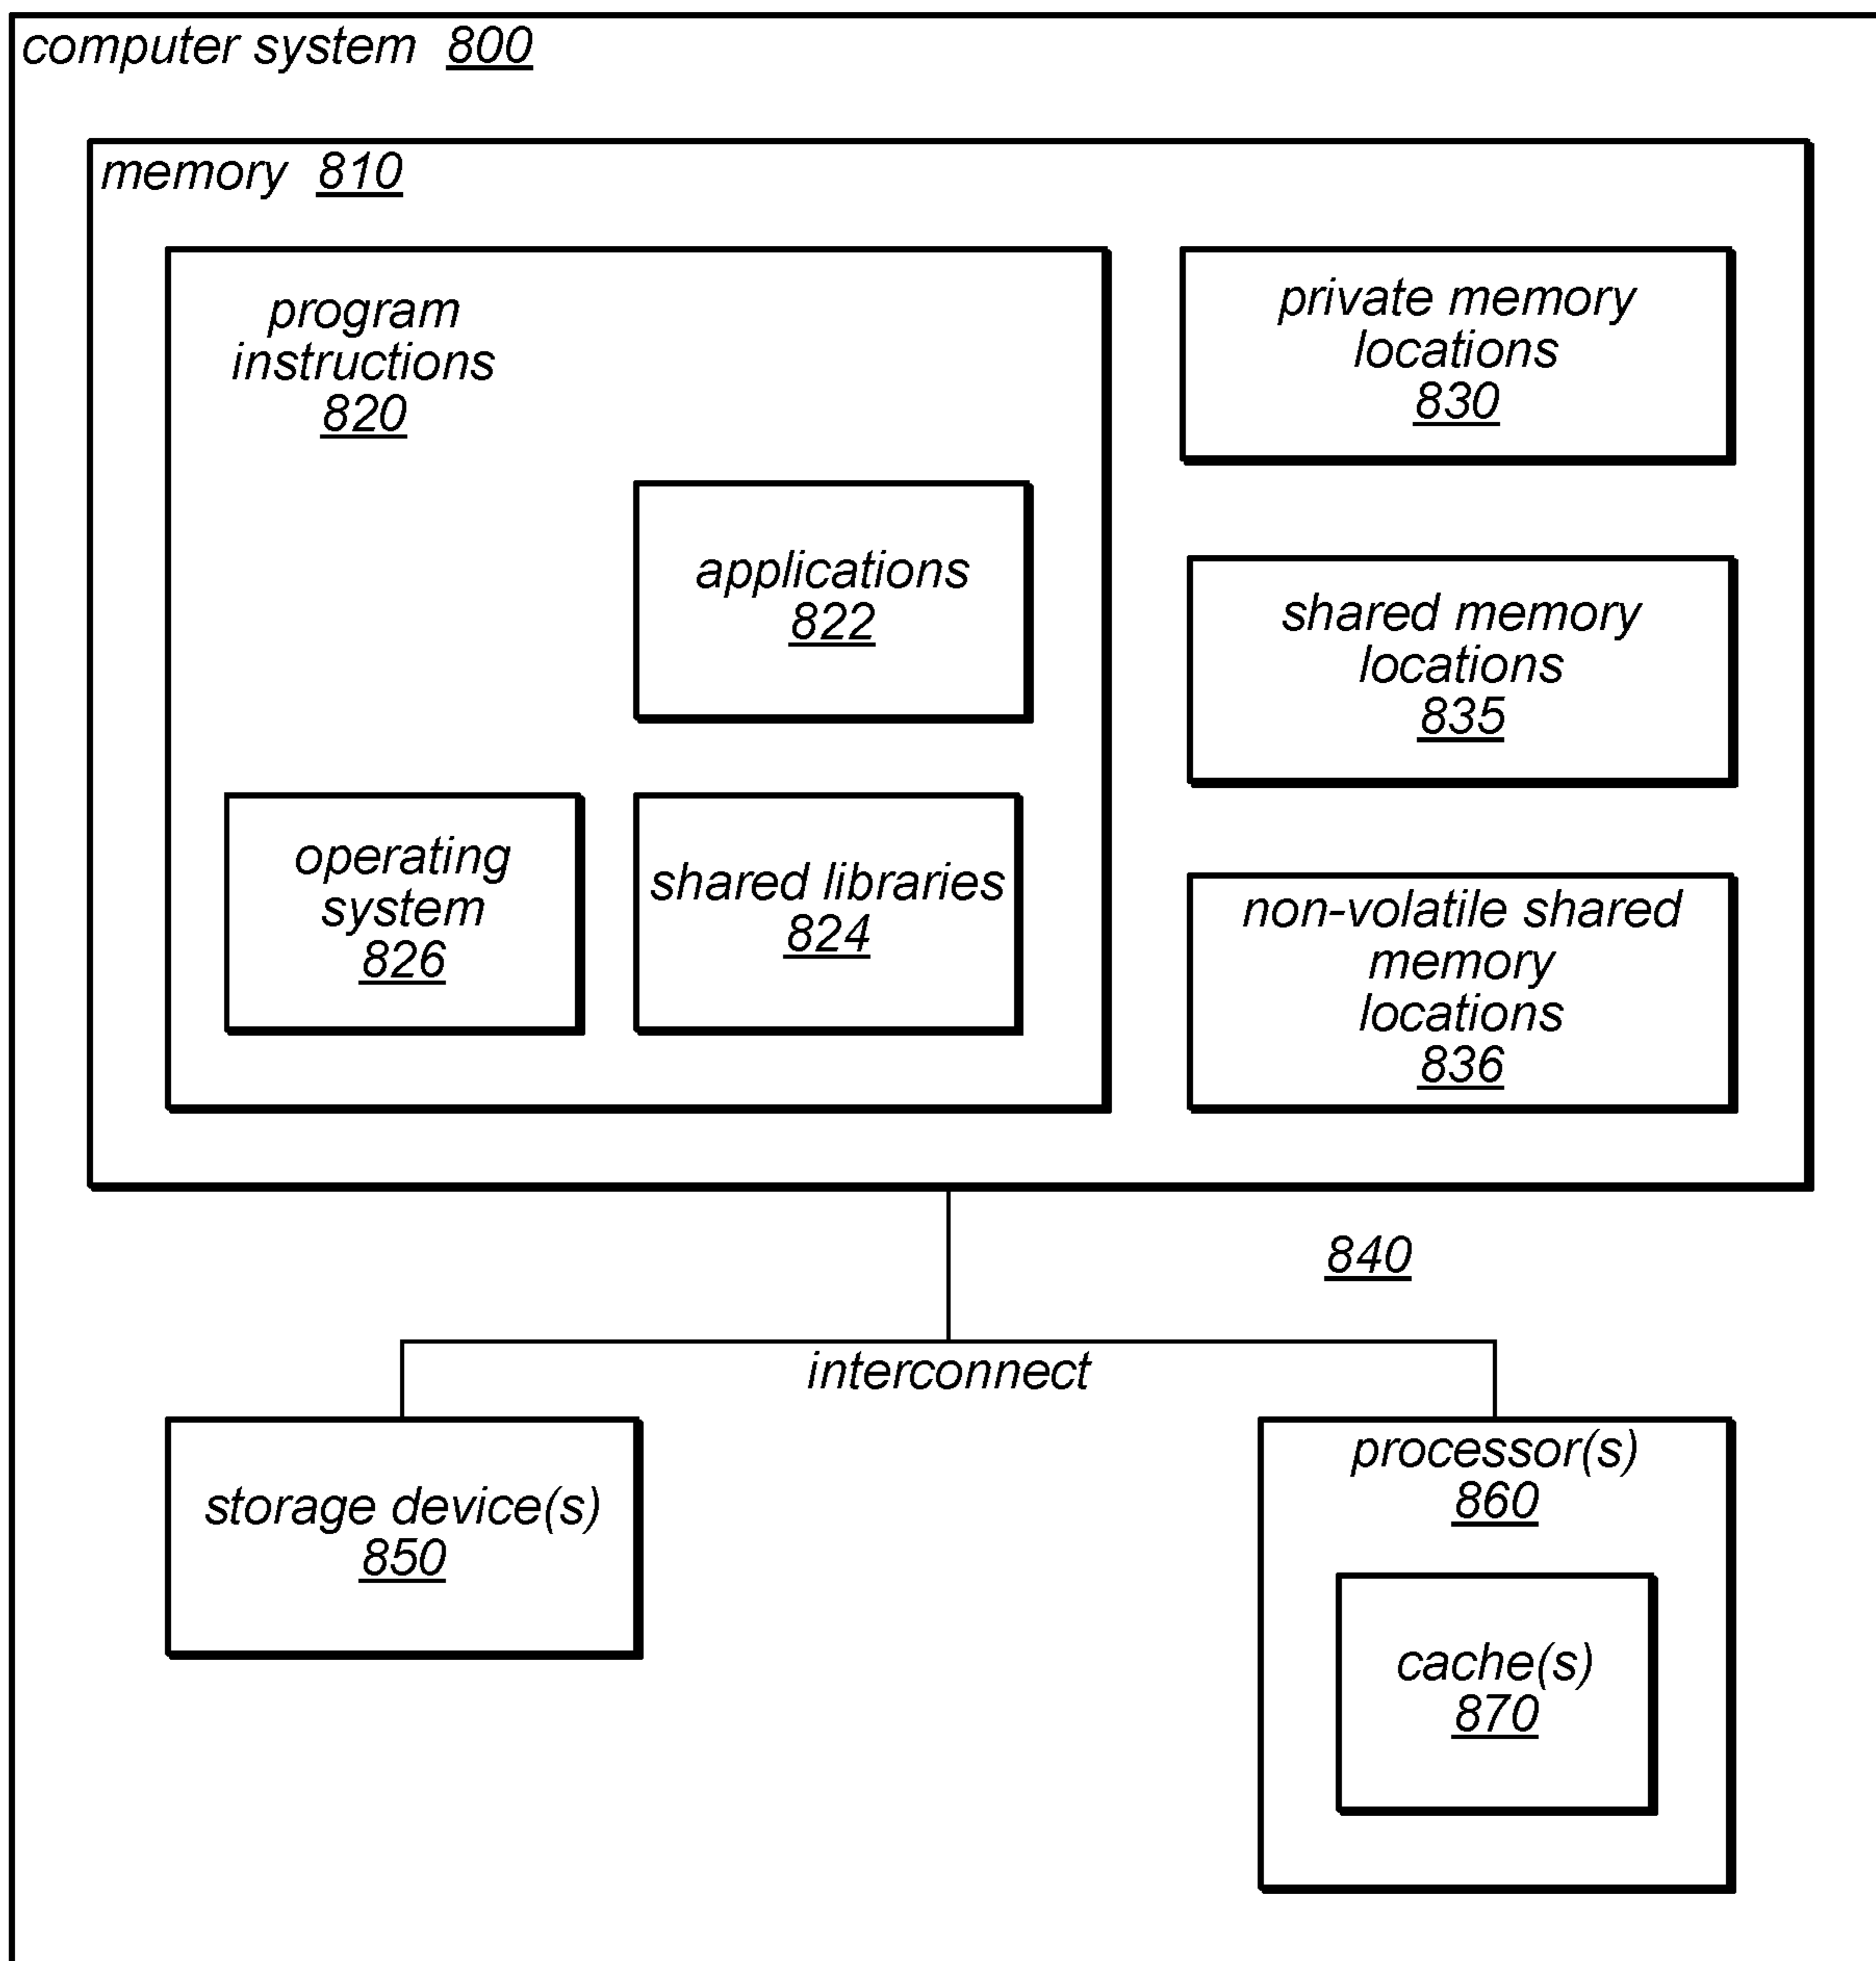 computer system 800
memory 810
program
instructions
820
applications
822
operating
system
826
shared libraries
824
private memory
locations
830
shared memory
locations
835
non-volatile shared
memory
locations
836
840
interconnect
storage device(s)
850
processor(s)
860
cache(s)
870